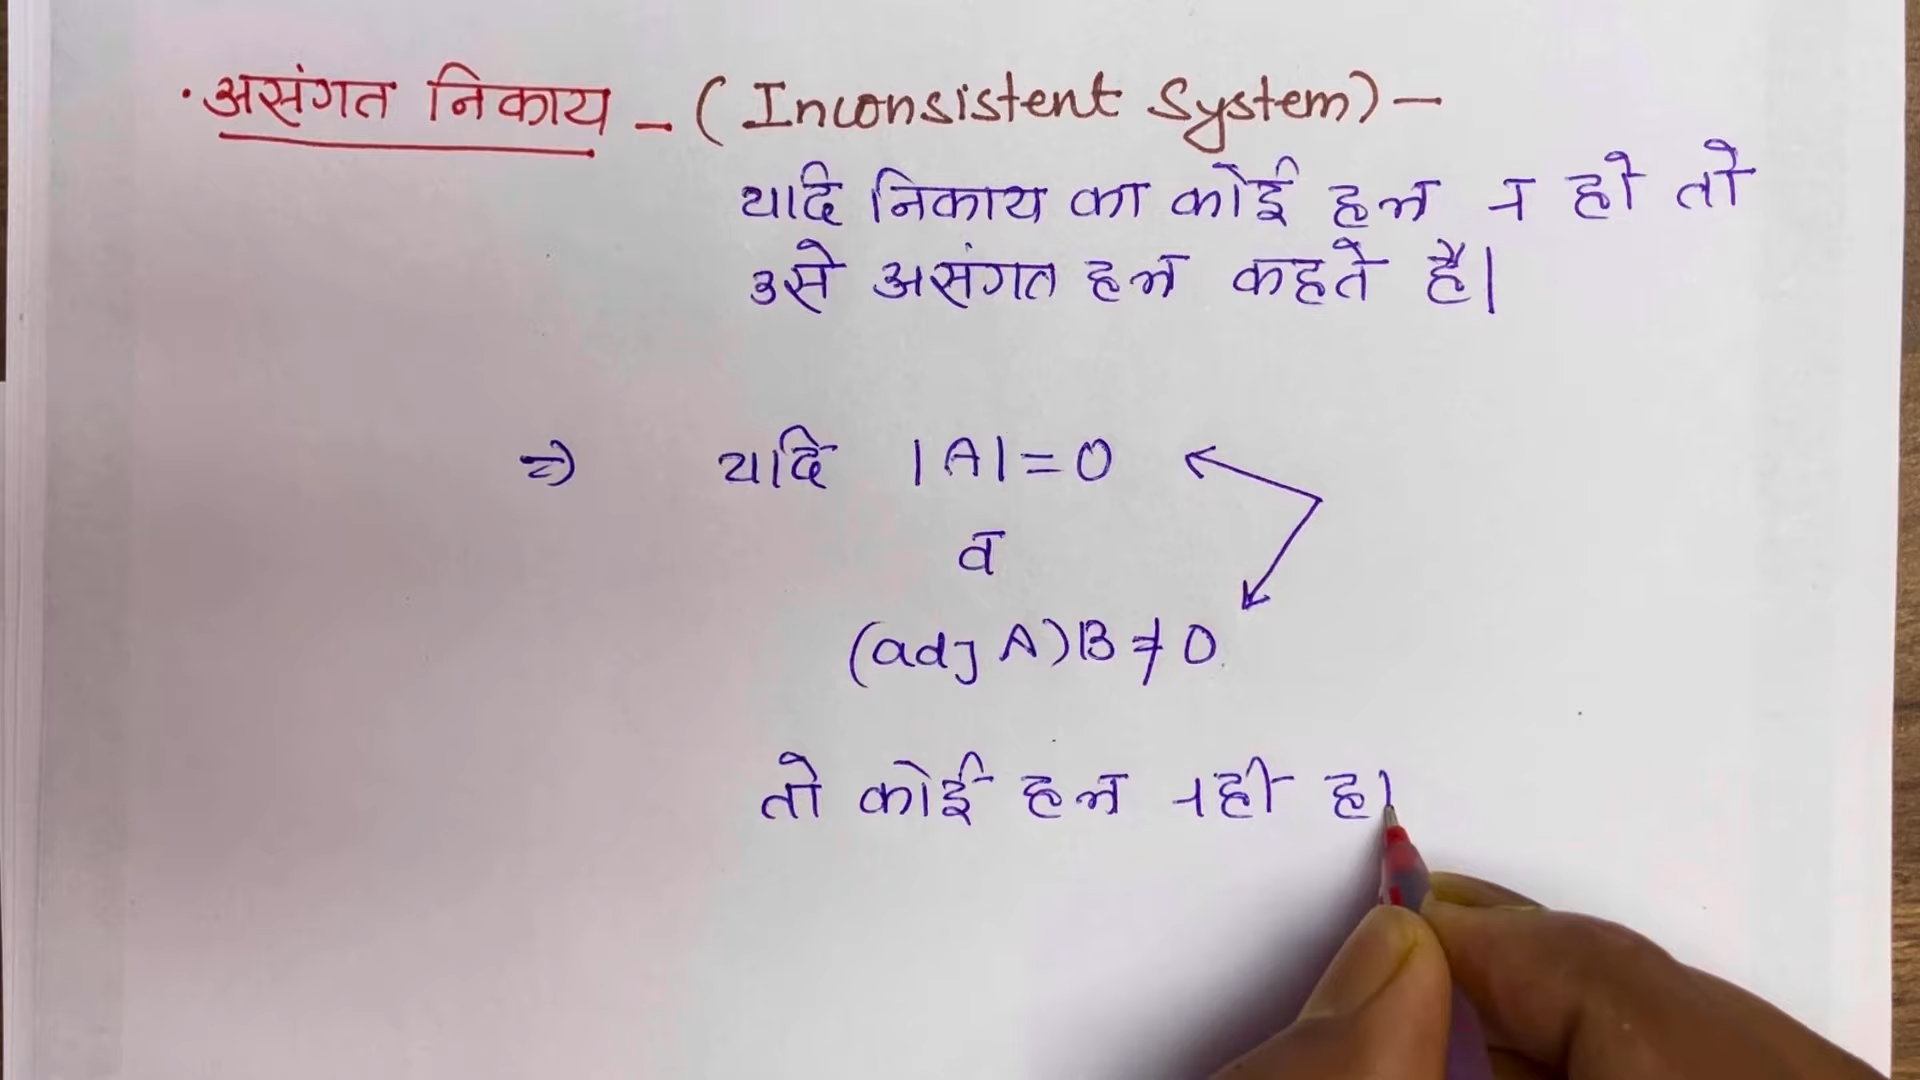 · असंगत निकाय - (Inconsistent System) -
यदि निकाय का कोई हल न हो तो
उसे असंगत हल कहते है।
⇒ यदि |A| = 0
व
(adj A)B ≠ 0
तो कोई हल नही ह।